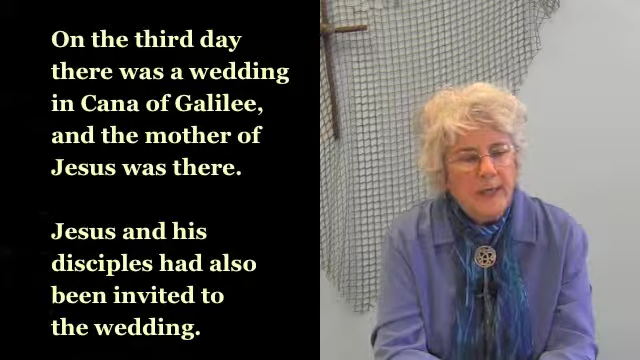 On the third day
there was a wedding
in Cana of Galilee,
and the mother of
Jesus was there.
Jesus and his
disciples had also
been invited to
the wedding.